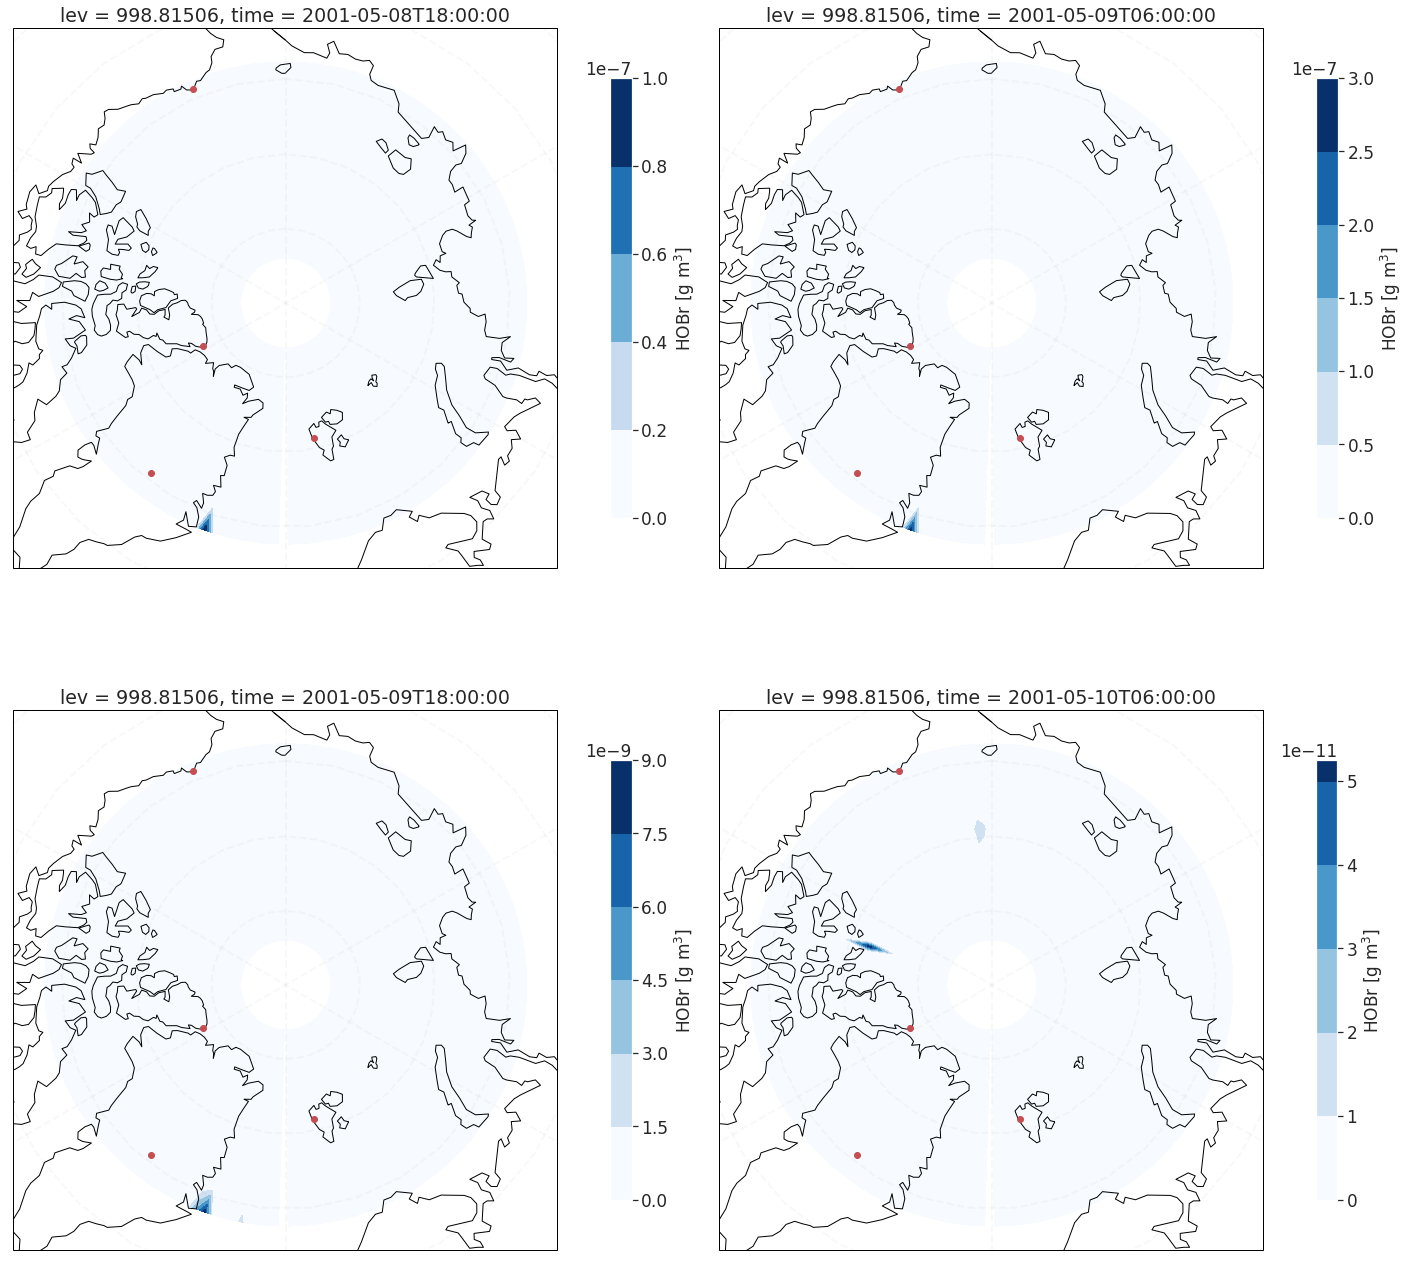 lev = 998.81506, time = 2001-05-08T18:00:00
1e−7
1.0
0.8
0.6
0.4
0.2
0.0
HOBr [g m³]
lev = 998.81506, time = 2001-05-09T06:00:00
1e−7
3.0
2.5
2.0
1.5
1.0
0.5
0.0
HOBr [g m³]
lev = 998.81506, time = 2001-05-09T18:00:00
1e−9
9.0
7.5
6.0
4.5
3.0
1.5
0.0
HOBr [g m³]
lev = 998.81506, time = 2001-05-10T06:00:00
1e−11
5
4
3
2
1
0
HOBr [g m³]